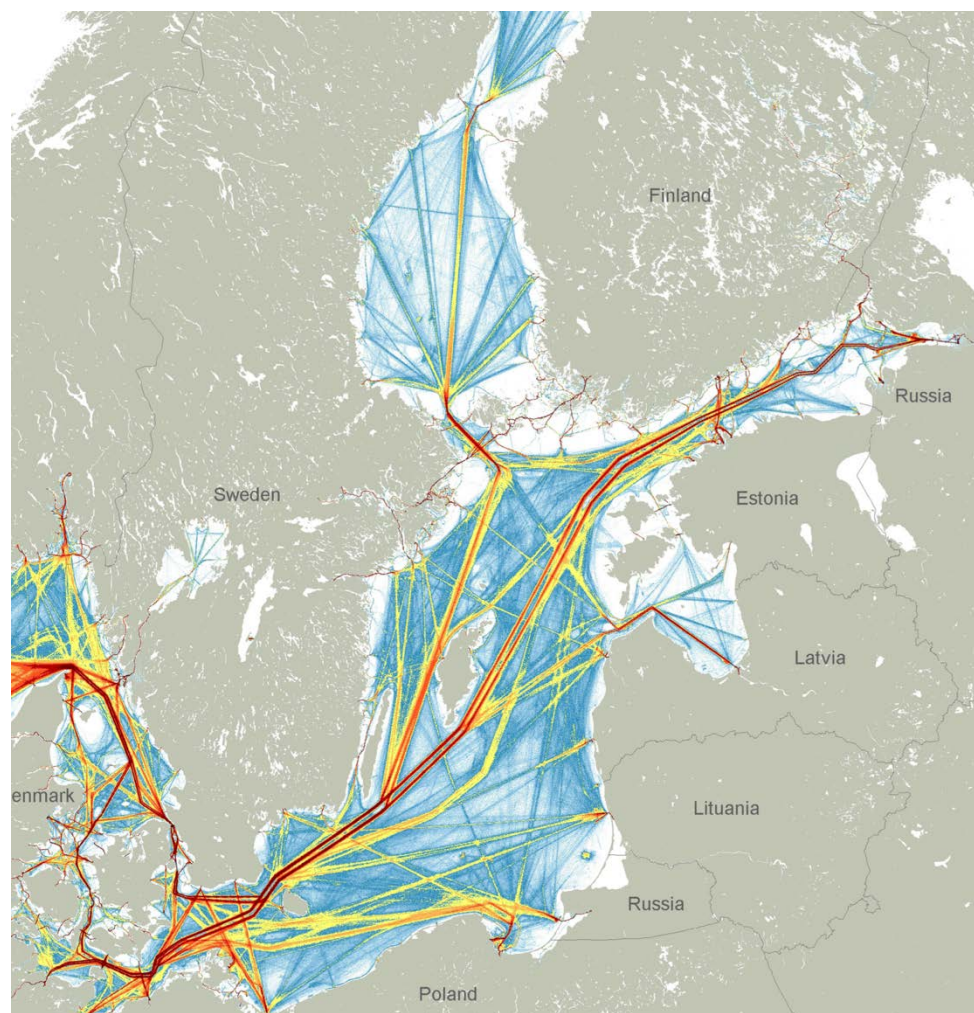 Finland
Russia
Sweden
Estonia
Latvia
enmark
Lituania
Russia
Poland